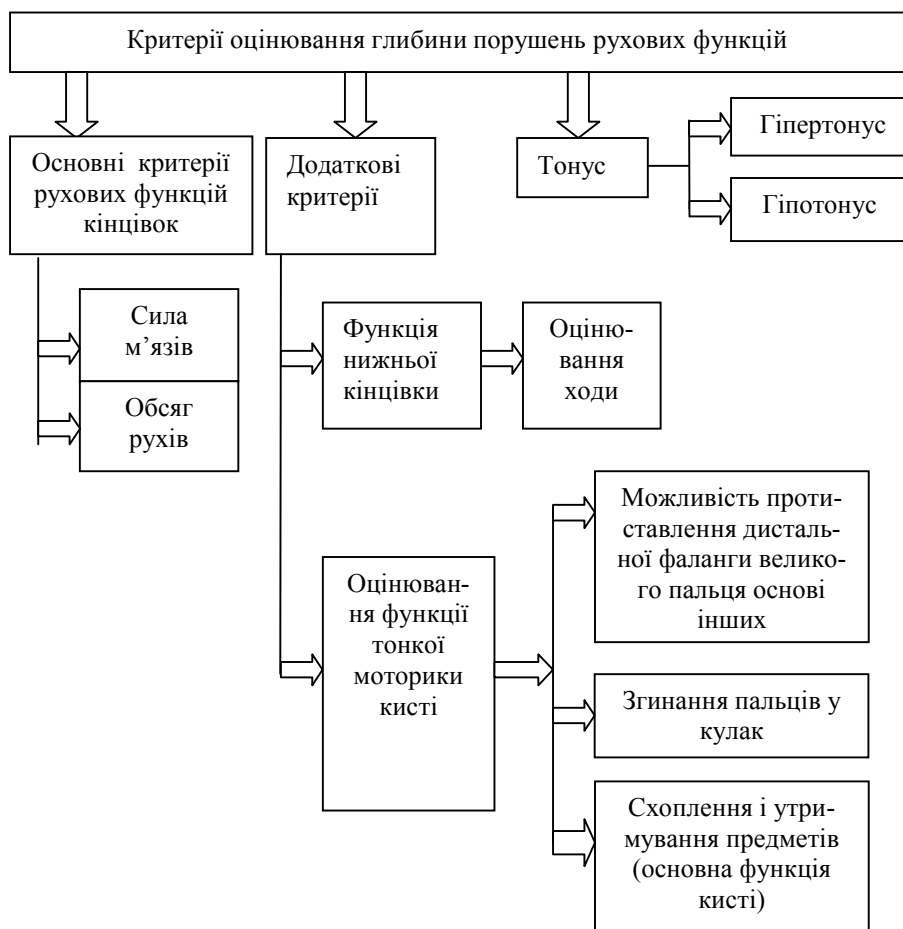 Критерії оцінювання глибини порушень рухових функцій
Основні критерії
рухових функцій
кінцівок
Додаткові
критерії
Тонус
Гіпертонус
Гіпотонус
Сила
м’язів
Обсяг
рухів
Функція
нижньої
кінцівки
Оціню-
вання
ходи
Оцінюван-
ня функції
тонкої
моторики
кисті
Можливість проти-
ставлення дисталь-
ної фаланги велико-
го пальця основі
інших
Згинання пальців у
кулак
Схоплення і утри-
мування предметів
(основна функція
кисті)